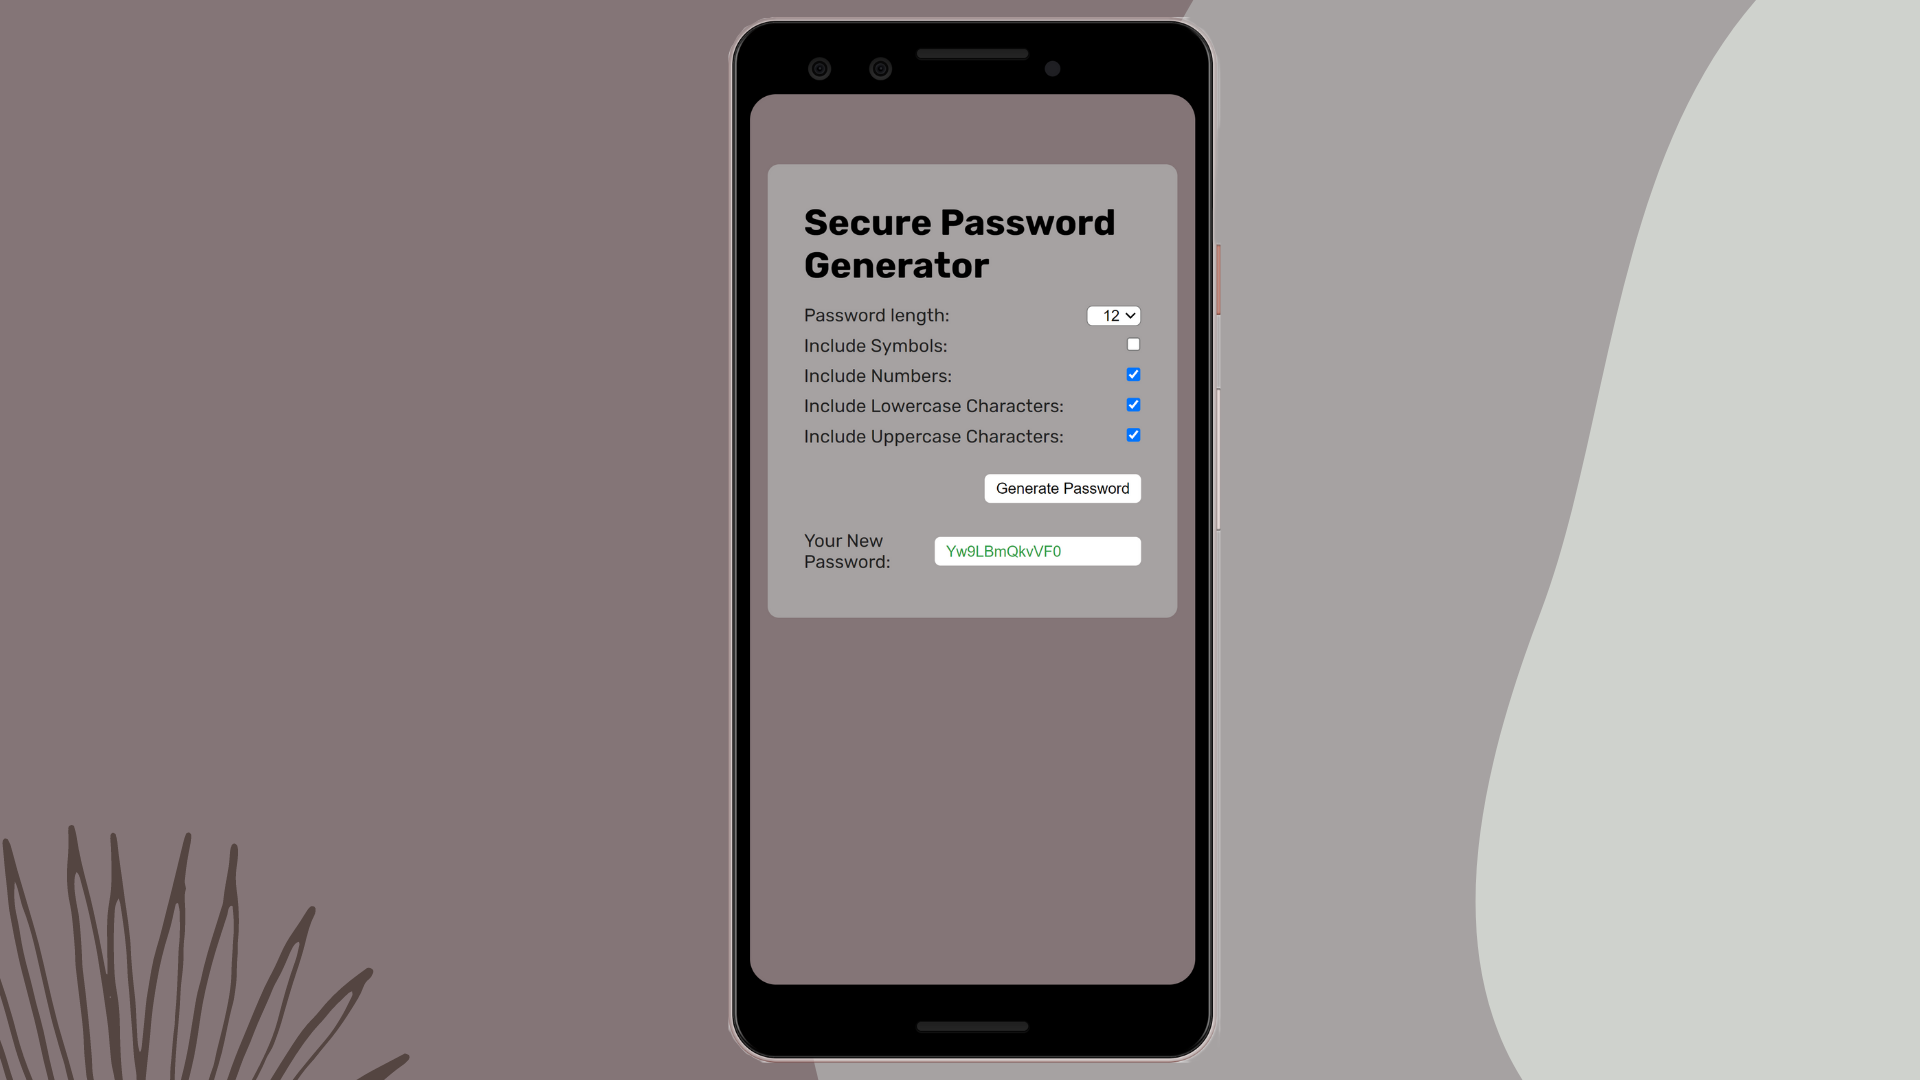 Secure Password
Generator
Password length: 12
Include Symbols:
Include Numbers:
Include Lowercase Characters:
Include Uppercase Characters:
Generate Password
Your New
Password:
Yw9LBmQkvVF0